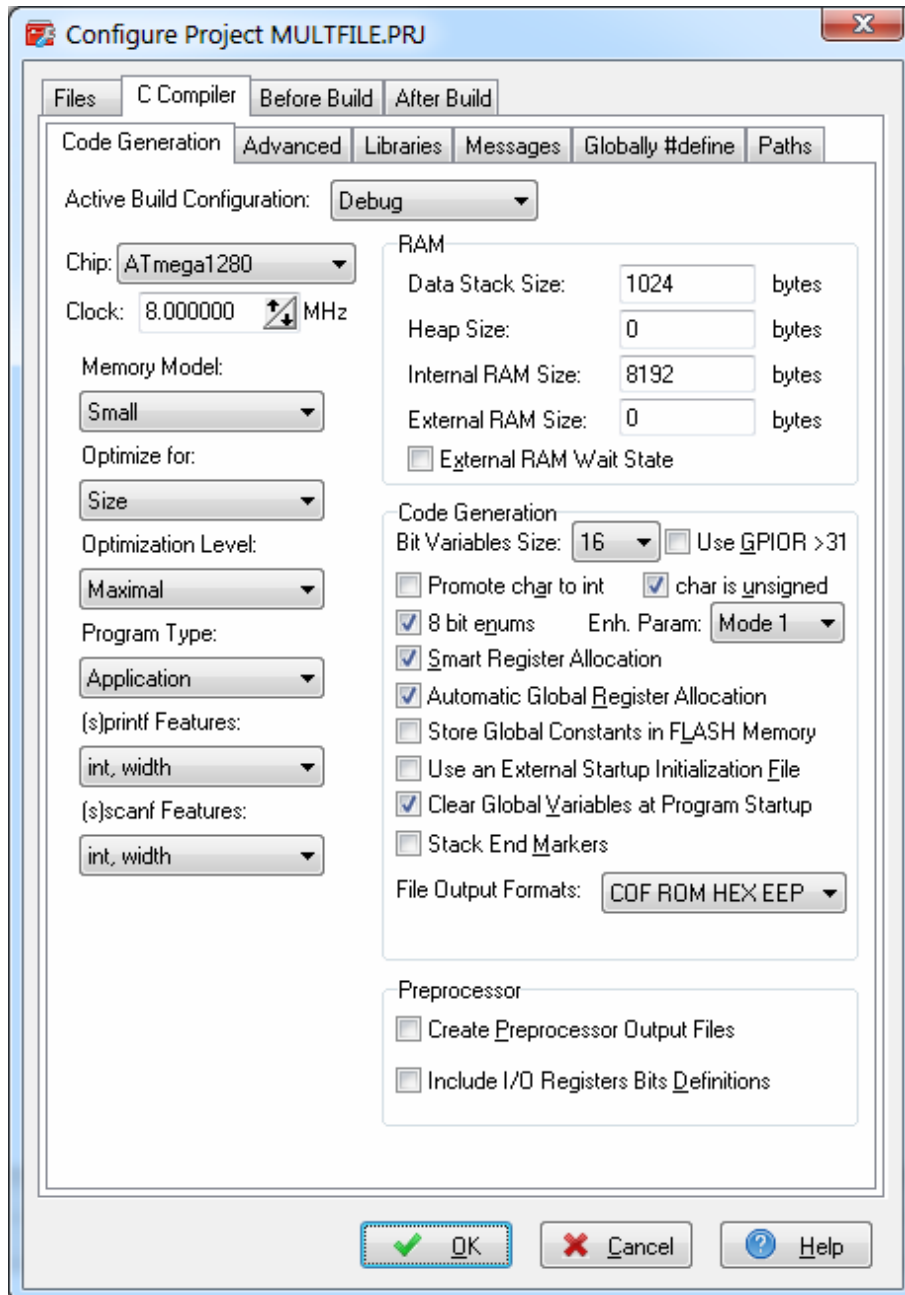 Configure Project MULTFILE.PRJ
Files C Compiler Before Build After Build
Code Generation Advanced Libraries Messages Globally #define Paths
Active Build Configuration: Debug
Chip: ATmega1280
Clock: 8.000000 MHz
Memory Model:
Small
Optimize for:
Size
Optimization Level:
Maximal
Program Type:
Application
(s)printf Features:
int, width
(s)scanf Features:
int, width
RAM
Data Stack Size: 1024 bytes
Heap Size: 0 bytes
Internal RAM Size: 8192 bytes
External RAM Size: 0 bytes
External RAM Wait State
Code Generation
Bit Variables Size: 16 Use GPIOR >31
Promote char to int char is unsigned
8 bit enums Enh. Param: Mode 1
Smart Register Allocation
Automatic Global Register Allocation
Store Global Constants in FLASH Memory
Use an External Startup Initialization File
Clear Global Variables at Program Startup
Stack End Markers
File Output Formats: COF ROM HEX EEP
Preprocessor
Create Preprocessor Output Files
Include I/O Registers Bits Definitions
OK Cancel Help